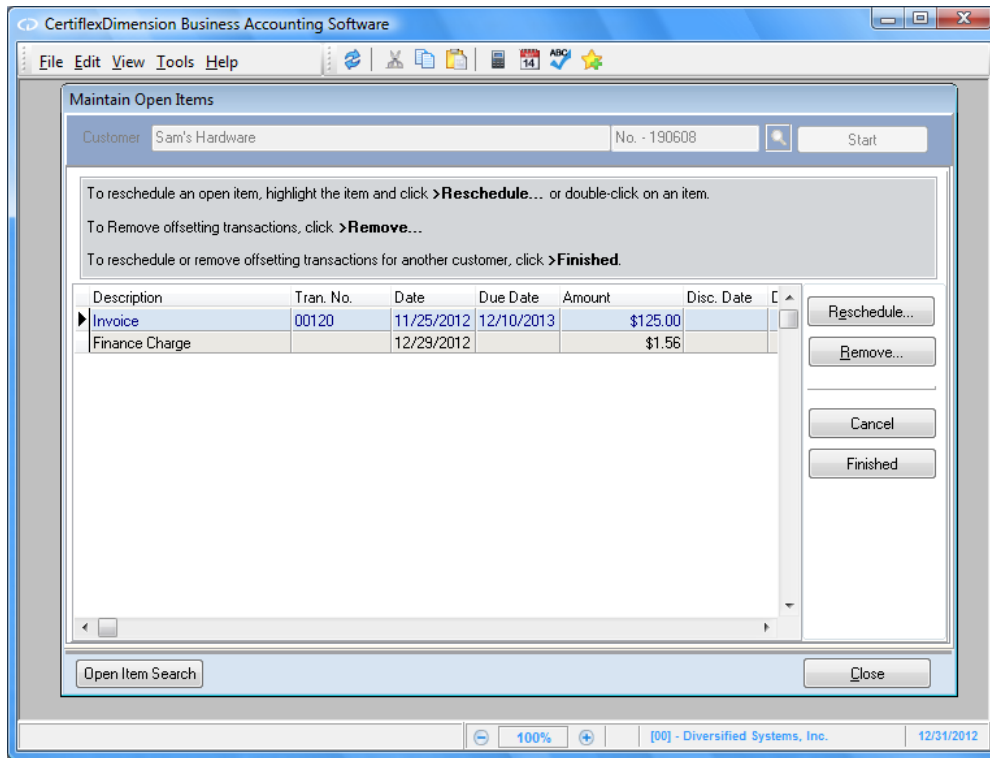 CertiflexDimension Business Accounting Software
File Edit View Tools Help
14 ABC
Maintain Open Items
Customer Sam's Hardware No. - 190608 Start
To reschedule an open item, highlight the item and click >Reschedule... or double-click on an item.
To Remove offsetting transactions, click >Remove...
To reschedule or remove offsetting transactions for another customer, click >Finished.
Description Tran. No. Date Due Date Amount Disc. Date
Invoice 00120 11/25/2012 12/10/2013 $125.00
Finance Charge 12/29/2012 $1.56
Reschedule...
Remove...
Cancel
Finished
Open Item Search Close
100% [00] - Diversified Systems, Inc. 12/31/2012